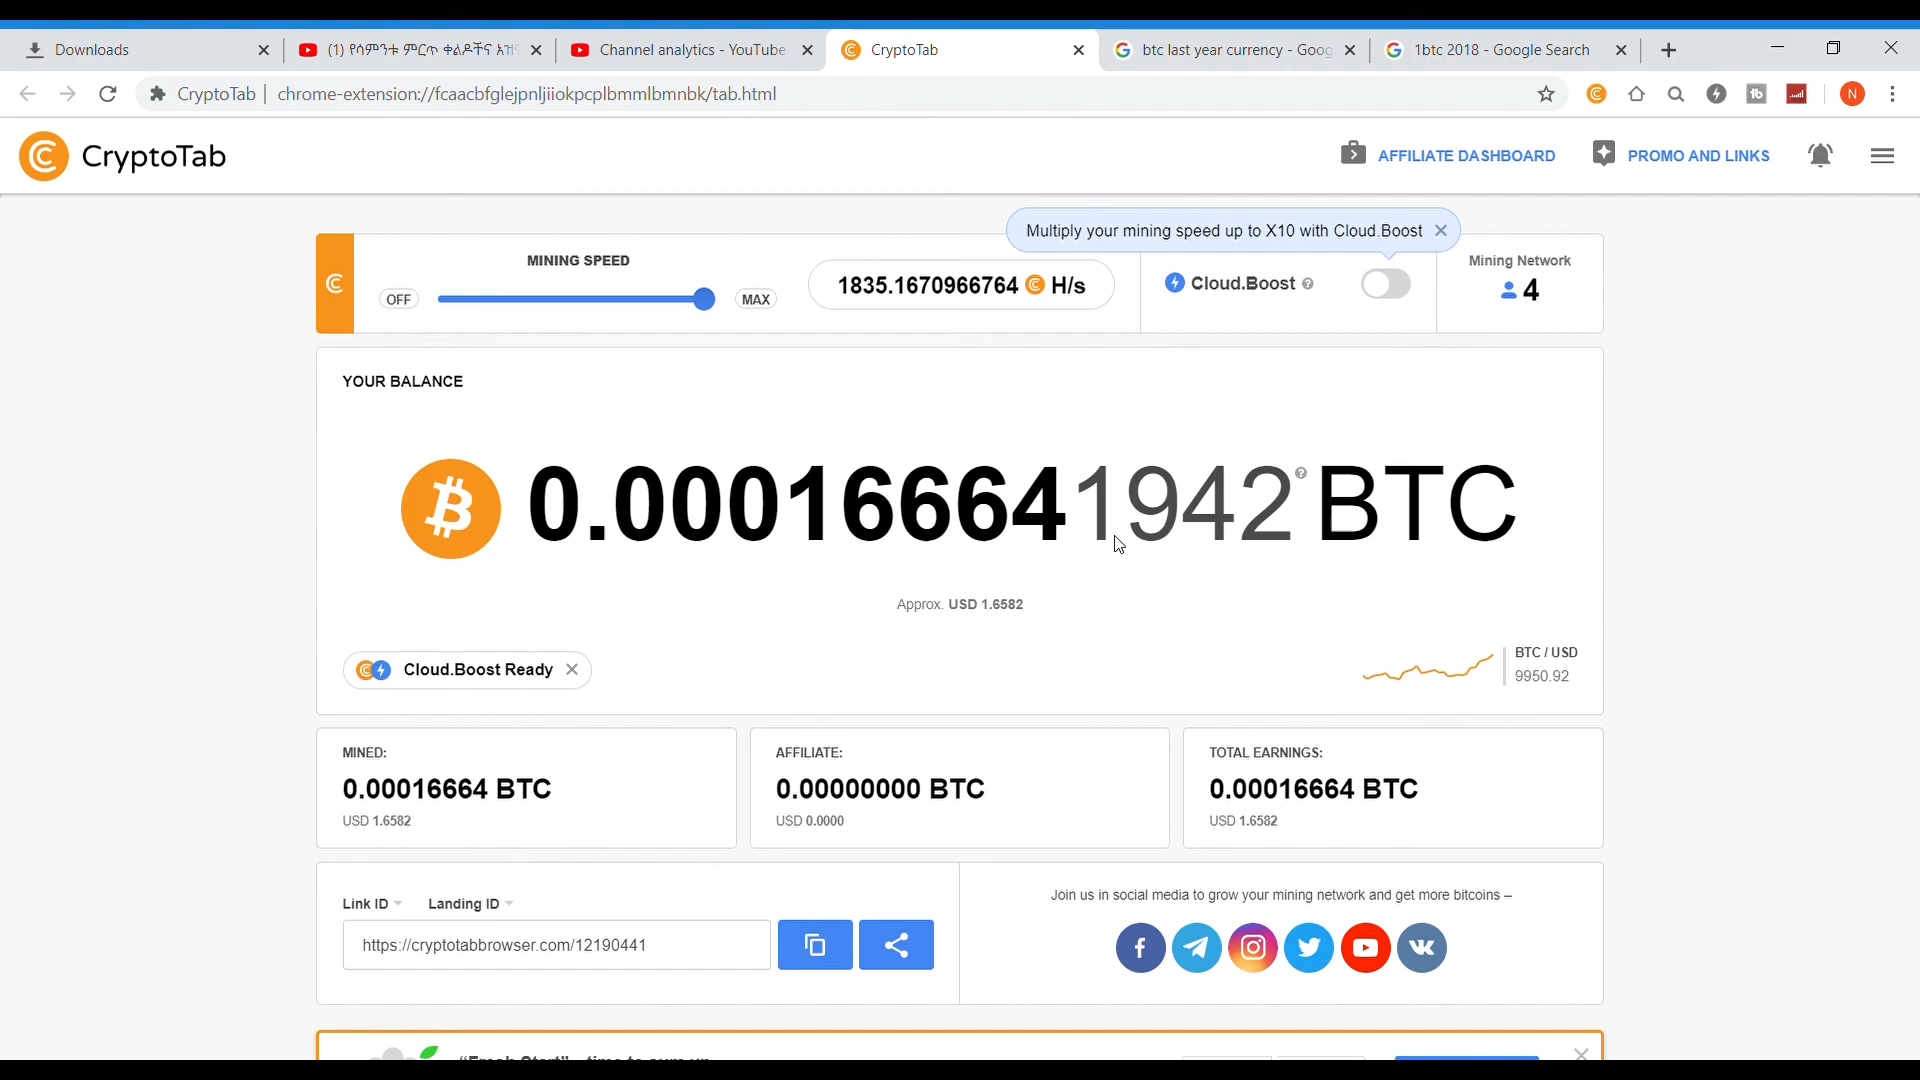 Downloads
(1) የሳምንቱ ምርጥ ቀልዶችና
Channel analytics - YouTube
CryptoTab
btc last year currency - Goog
1btc 2018 - Google Search
CryptoTab | chrome-extension://fcaacbfglejpnljiiokpcplbmmlbmnbk/tab.html
N
CryptoTab
AFFILIATE DASHBOARD
PROMO AND LINKS
Multiply your mining speed up to X10 with Cloud.Boost
MINING SPEED
OFF
MAX
1835.1670966764 H/s
Cloud.Boost
Mining Network
4
YOUR BALANCE
0.000166641942 BTC
Approx. USD 1.6582
Cloud.Boost Ready
BTC / USD
9950.92
MINED:
0.00016664 BTC
USD 1.6582
AFFILIATE:
0.00000000 BTC
USD 0.0000
TOTAL EARNINGS:
0.00016664 BTC
USD 1.6582
Link ID
Landing ID
https://cryptotabbrowser.com/12190441
Join us in social media to grow your mining network and get more bitcoins –